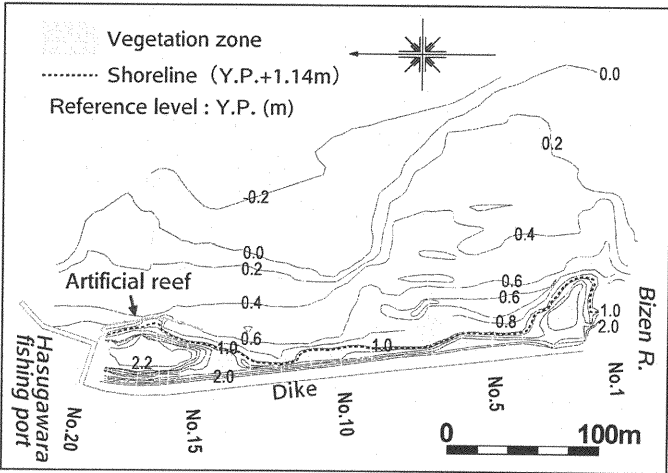 Vegetation zone
Shoreline (Y.P.+1.14m)
Reference level : Y.P. (m)
0.0
0.2
-0.2
0.4
0.0
0.2
Artificial reef
0.4
0.6
0.6
0.8
0.6
1.0
1.0
1.0
2.0
2.2
2.0
Dike
Bizen R.
Hasugawara
fishing port
No.20
No.15
No.10
No.5
No.1
0 100m